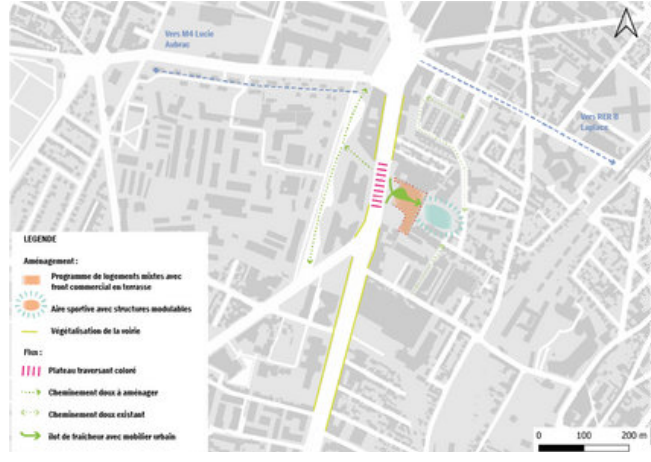 Vers M4 Lucie
Aubrac
Vers RER B
Laplace
LEGENDE
Aménagement :
Programme de logements mixtes avec
front commercial en terrasse
Aire sportive avec structures modulables
Végétalisation de la voirie
Flux :
Plateau traversant coloré
Cheminement doux à aménager
Cheminement doux existant
ilot de fraicheur avec mobilier urbain
0 100 200 m